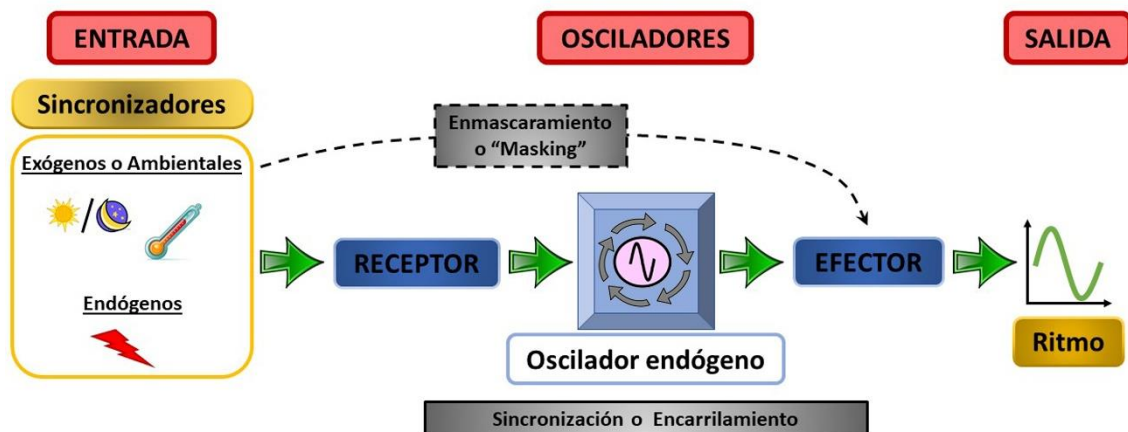 ENTRADA
OSCILADORES
SALIDA
Sincronizadores
Exógenos o Ambientales
/
Endógenos
Enmascaramiento
o “Masking”
RECEPTOR
EFECTOR
Oscilador endógeno
Ritmo
Sincronización o Encarrilamiento